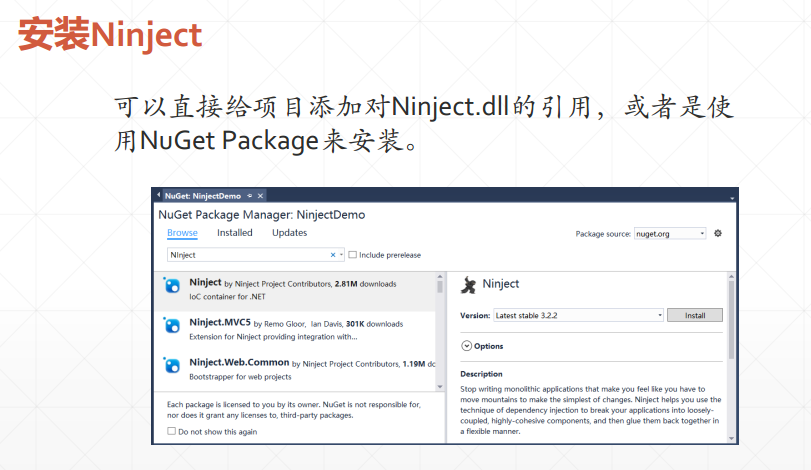 安装Ninject
可以直接给项目添加对Ninject.dll的引用，或者是使
用NuGet Package来安装。
NuGet: NinjectDemo
NuGet Package Manager: NinjectDemo
Browse Installed Updates
Package source: nuget.org
NInject
Include prerelease
Ninject by Ninject Project Contributors, 2.81M downloads
IoC container for .NET
Ninject.MVC5 by Remo Gloor, Ian Davis, 301K downloads
Extension for Ninject providing integration with...
Ninject.Web.Common by Ninject Project Contributors, 1.19M do
Bootstrapper for web projects
Each package is licensed to you by its owner. NuGet is not responsible for,
nor does it grant any licenses to, third-party packages.
Do not show this again
Ninject
Version: Latest stable 3.2.2 Install
Options
Description
Stop writing monolithic applications that make you feel like you have to
move mountains to make the simplest of changes. Ninject helps you use the
technique of dependency injection to break your applications into loosely-
coupled, highly-cohesive components, and then glue them back together in
a flexible manner.